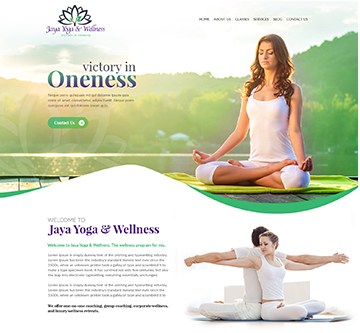 Jaya Yoga & Wellness
HOME ABOUT US CLASSES SERVICES BLOG CONTACT US
victory in
Oneness
Contact Us
WELCOME TO
Jaya Yoga & Wellness
Welcome to Jaya Yoga & Wellness. The wellness program for me.
Lorem Ipsum is simply dummy text of the printing and typesetting industry.
Lorem Ipsum has been the industry's standard dummy text ever since the
1500s, when an unknown printer took a galley of type and scrambled it to
make a type specimen book. It has survived not only five centuries, but also
the leap into electronic typesetting, remaining essentially unchanged.
Lorem Ipsum is simply dummy text of the printing and typesetting industry.
Lorem Ipsum has been the industry's standard dummy text ever since the
1500s, when an unknown printer took a galley of type and scrambled
We offer one-on-one coaching, group coaching, corporate wellness,
and luxury wellness retreats.